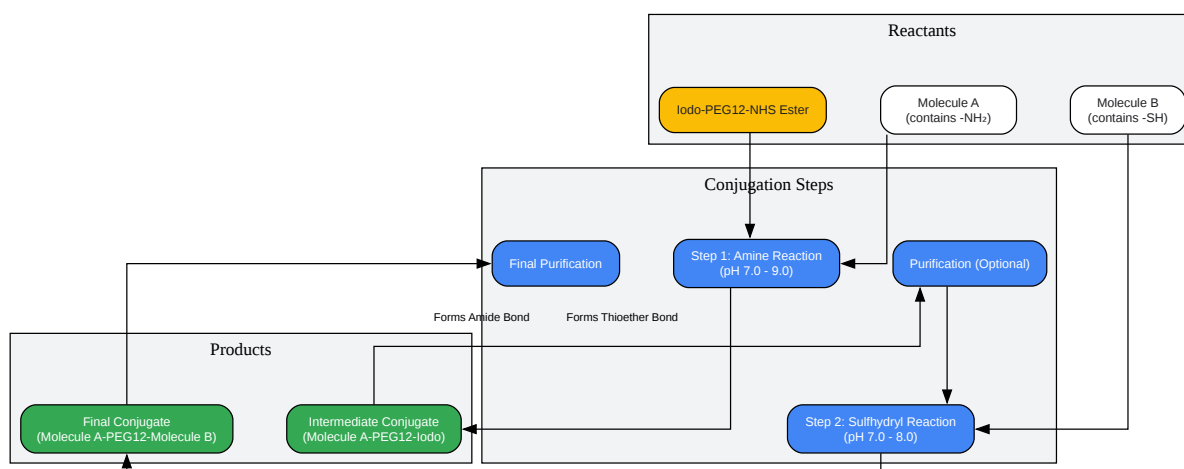 Reactants
Iodo-PEG12-NHS Ester
Molecule A
(contains -NH₂)
Molecule B
(contains -SH)
Conjugation Steps
Final Purification
Step 1: Amine Reaction
(pH 7.0 - 9.0)
Purification (Optional)
Forms Amide Bond
Forms Thioether Bond
Products
Final Conjugate
(Molecule A-PEG12-Molecule B)
Intermediate Conjugate
(Molecule A-PEG12-Iodo)
Step 2: Sulfhydryl Reaction
(pH 7.0 - 8.0)